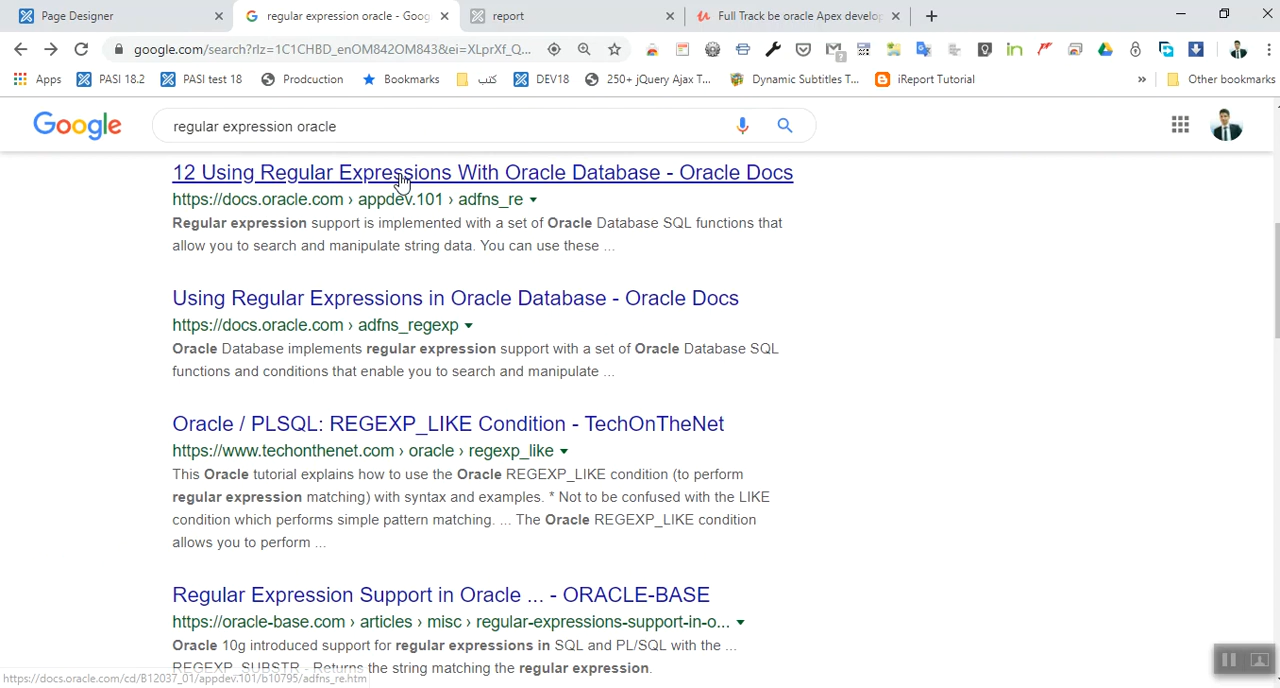 Page Designer
regular expression oracle - Goog
report
Full Track be oracle Apex develop
google.com/search?rlz=1C1CHBD_enOM842OM843&ei=XLprXf_Q...
Apps
PASI 18.2
PASI test 18
Prodcuction
Bookmarks
كتب
DEV18
250+ jQuery Ajax T...
Dynamic Subtitles T...
iReport Tutorial
»
Other bookmarks
Google
regular expression oracle
12 Using Regular Expressions With Oracle Database - Oracle Docs
https://docs.oracle.com › appdev.101 › adfns_re
Regular expression support is implemented with a set of Oracle Database SQL functions that
allow you to search and manipulate string data. You can use these ...
Using Regular Expressions in Oracle Database - Oracle Docs
https://docs.oracle.com › adfns_regexp
Oracle Database implements regular expression support with a set of Oracle Database SQL
functions and conditions that enable you to search and manipulate ...
Oracle / PLSQL: REGEXP_LIKE Condition - TechOnTheNet
https://www.techonthenet.com › oracle › regexp_like
This Oracle tutorial explains how to use the Oracle REGEXP_LIKE condition (to perform
regular expression matching) with syntax and examples. * Not to be confused with the LIKE
condition which performs simple pattern matching. ... The Oracle REGEXP_LIKE condition
allows you to perform ...
Regular Expression Support in Oracle ... - ORACLE-BASE
https://oracle-base.com › articles › misc › regular-expressions-support-in-o...
Oracle 10g introduced support for regular expressions in SQL and PL/SQL with the ...
REGEXP_SUBSTR - Returns the string matching the regular expression.
https://docs.oracle.com/cd/B12037_01/appdev.101/b10795/adfns_re.htm